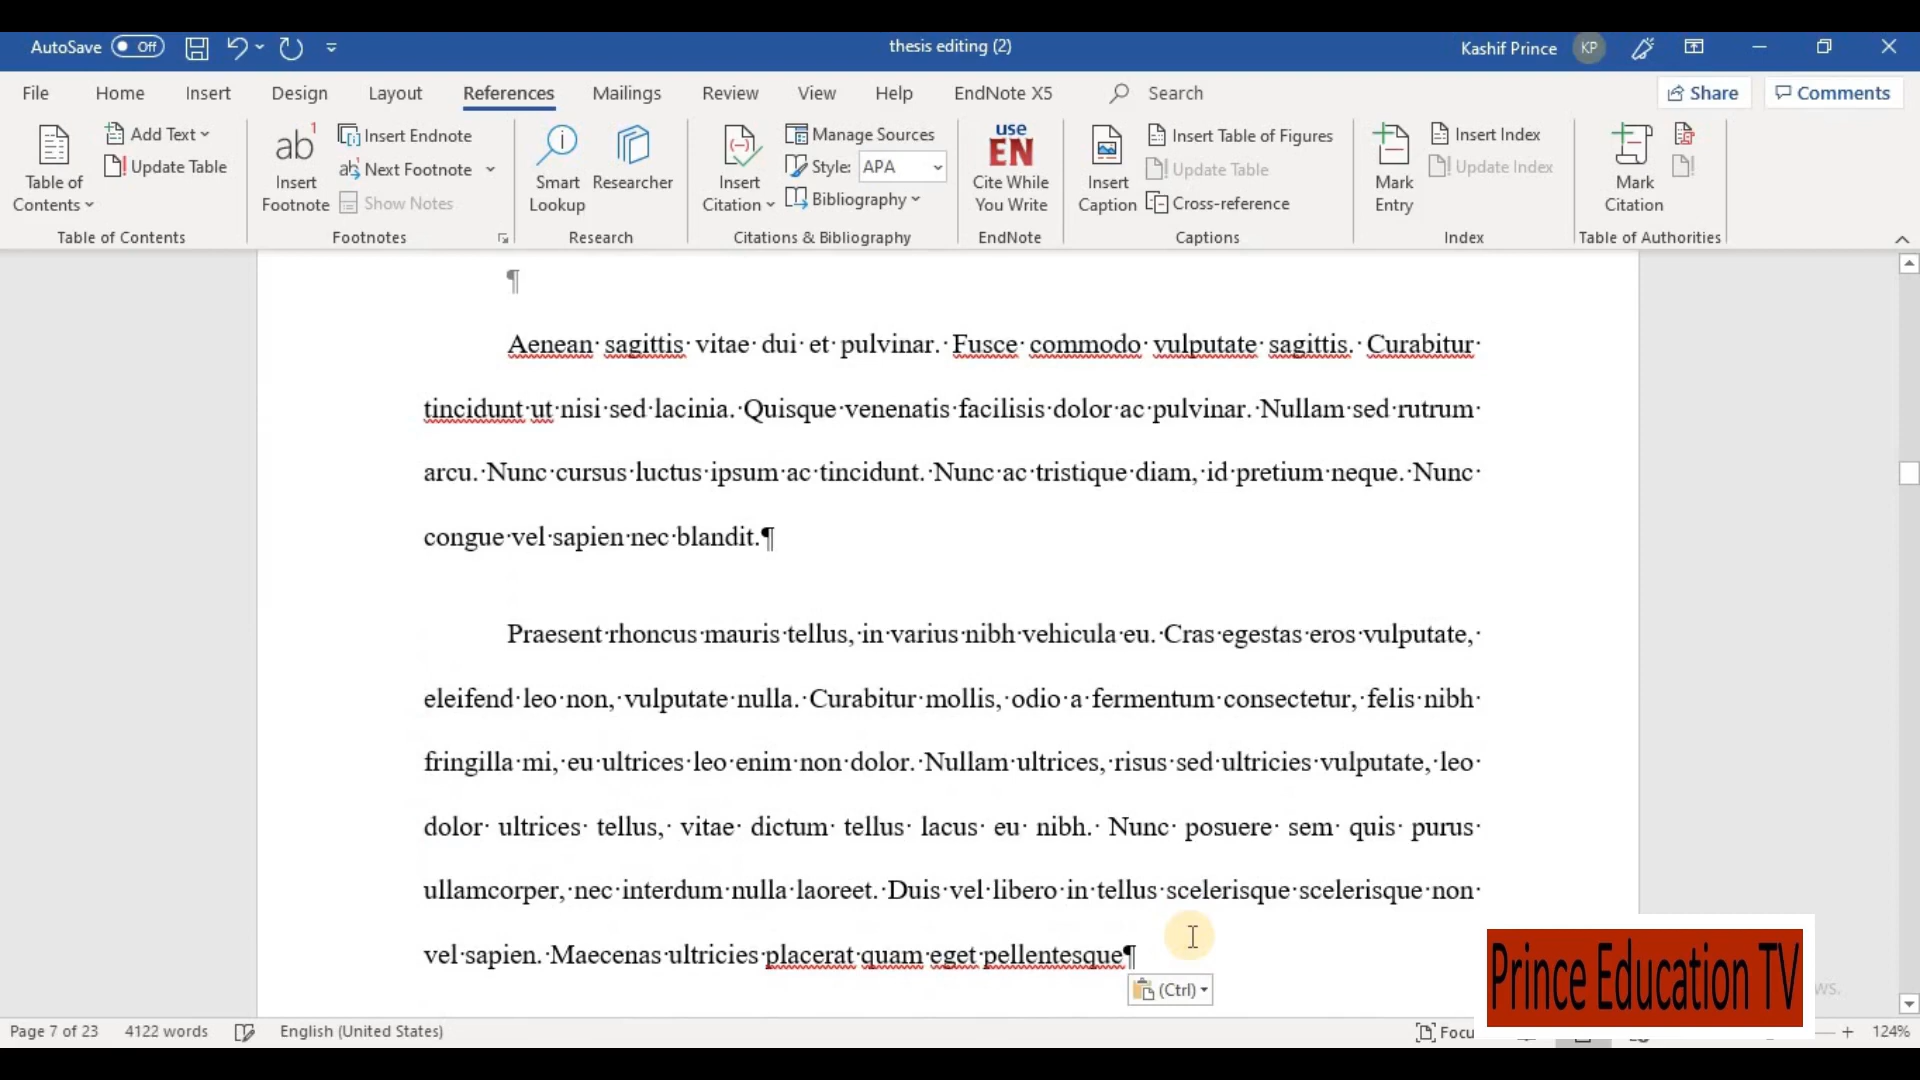 AutoSave Off
thesis editing (2)
Kashif Prince KP
File Home Insert Design Layout References Mailings Review View Help EndNote X5 Search
Share Comments
Table of Contents
Add Text
Update Table
Table of Contents
ab1
Insert Footnote
Insert Endnote
Next Footnote
Show Notes
Footnotes
Smart Lookup
Researcher
Research
Insert Citation
Manage Sources
Style: APA
Bibliography
Citations & Bibliography
use
EN
Cite While You Write
EndNote
Insert Caption
Insert Table of Figures
Update Table
Cross-reference
Captions
Mark Entry
Insert Index
Update Index
Index
Mark Citation
Table of Authorities
¶
Aenean· sagittis· vitae· dui· et· pulvinar.· Fusce· commodo· vulputate· sagittis.· Curabitur·
tincidunt·ut·nisi·sed·lacinia.·Quisque·venenatis·facilisis·dolor·ac·pulvinar.·Nullam·sed·rutrum·
arcu.·Nunc·cursus·luctus·ipsum·ac·tincidunt.·Nunc·ac·tristique·diam,·id·pretium·neque.·Nunc·
congue·vel·sapien·nec·blandit.¶
Praesent·rhoncus·mauris·tellus,·in·varius·nibh·vehicula·eu.·Cras·egestas·eros·vulputate,·
eleifend·leo·non,·vulputate·nulla.·Curabitur·mollis,·odio·a·fermentum·consectetur,·felis·nibh·
fringilla·mi,·eu·ultrices·leo·enim·non·dolor.·Nullam·ultrices,·risus·sed·ultricies·vulputate,·leo·
dolor· ultrices· tellus,· vitae· dictum· tellus· lacus· eu· nibh.· Nunc· posuere· sem· quis· purus·
ullamcorper,·nec·interdum·nulla·laoreet.·Duis·vel·libero·in·tellus·scelerisque·scelerisque·non·
vel·sapien.·Maecenas·ultricies·placerat·quam·eget·pellentesque¶
(Ctrl)
Prince Education TV
Page 7 of 23 4122 words English (United States)
124%